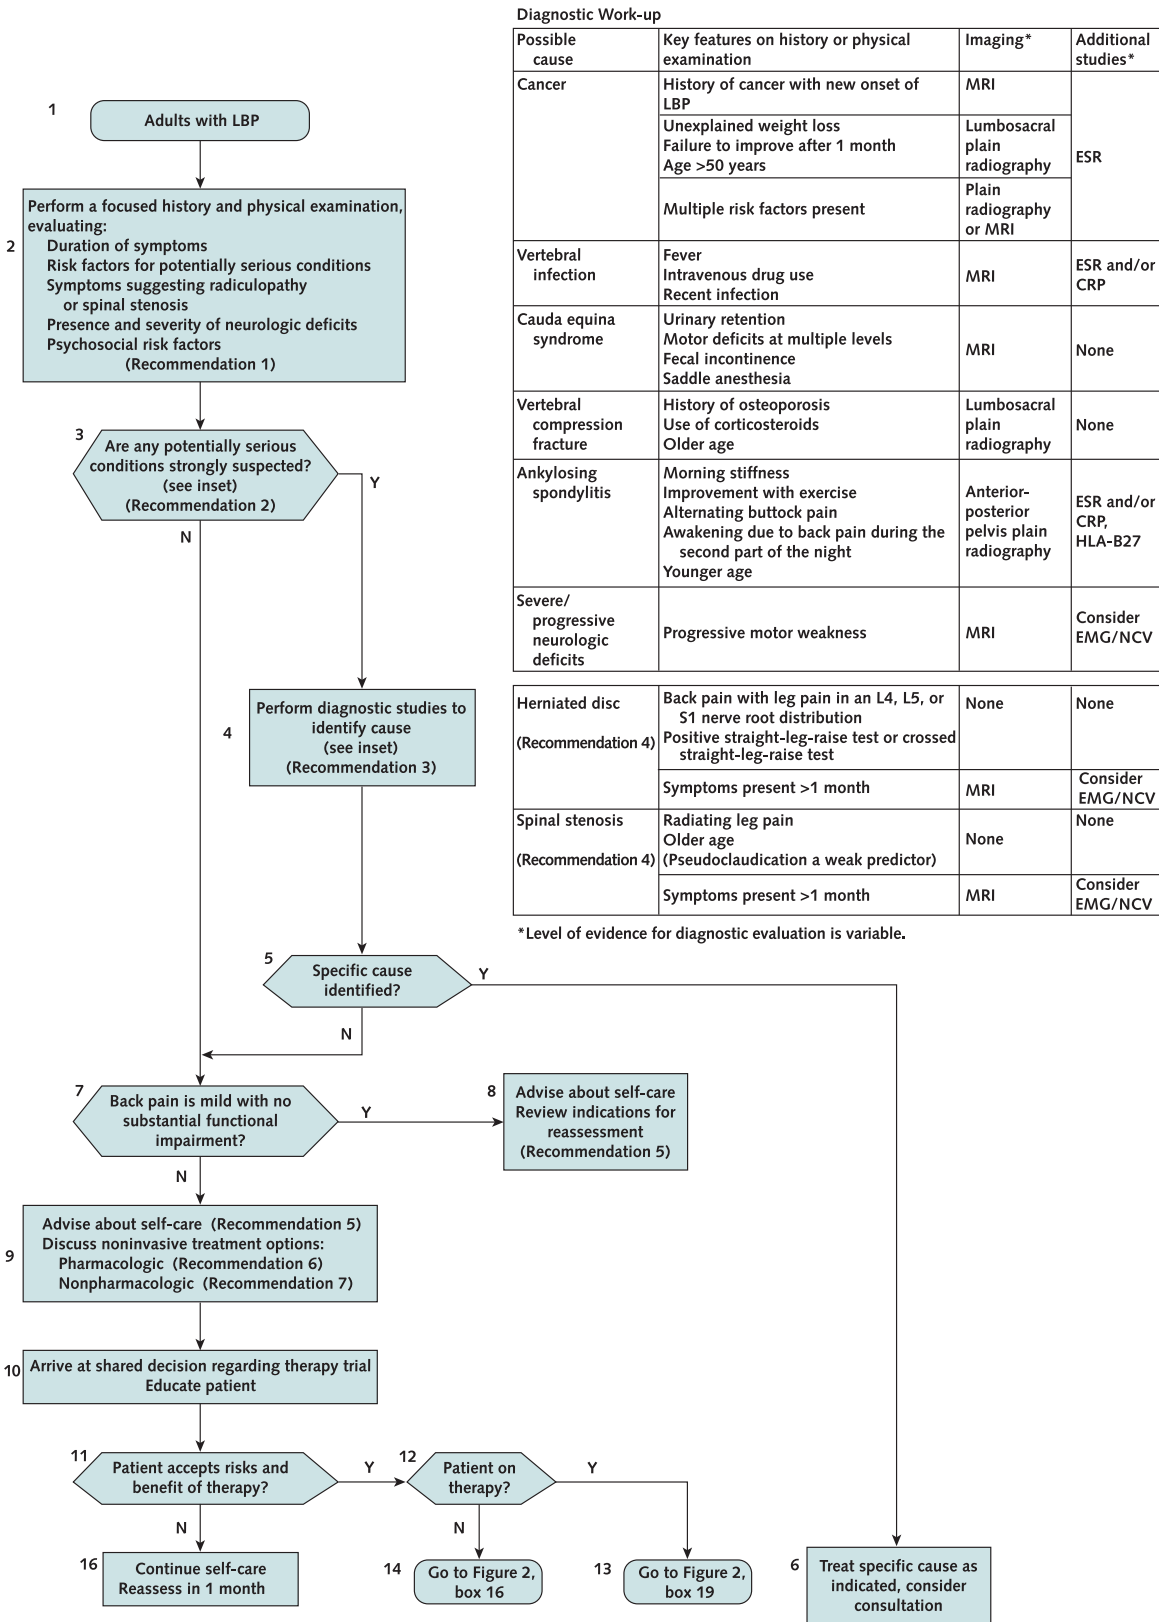 Diagnostic Work-up
Possible cause
Key features on history or physical examination
Imaging*
Additional studies*
Cancer
History of cancer with new onset of LBP
MRI
ESR
Unexplained weight loss
Failure to improve after 1 month
Age >50 years
Lumbosacral plain radiography
Multiple risk factors present
Plain radiography or MRI
Vertebral infection
Fever
Intravenous drug use
Recent infection
MRI
ESR and/or CRP
Cauda equina syndrome
Urinary retention
Motor deficits at multiple levels
Fecal incontinence
Saddle anesthesia
MRI
None
Vertebral compression fracture
History of osteoporosis
Use of corticosteroids
Older age
Lumbosacral plain radiography
None
Ankylosing spondylitis
Morning stiffness
Improvement with exercise
Alternating buttock pain
Awakening due to back pain during the second part of the night
Younger age
Anterior-posterior pelvis plain radiography
ESR and/or CRP, HLA-B27
Severe/progressive neurologic deficits
Progressive motor weakness
MRI
Consider EMG/NCV
Herniated disc
(Recommendation 4)
Back pain with leg pain in an L4, L5, or S1 nerve root distribution
Positive straight-leg-raise test or crossed straight-leg-raise test
None
None
Symptoms present >1 month
MRI
Consider EMG/NCV
Spinal stenosis
(Recommendation 4)
Radiating leg pain
Older age
(Pseudoclaudication a weak predictor)
None
None
Symptoms present >1 month
MRI
Consider EMG/NCV
*Level of evidence for diagnostic evaluation is variable.
1
Adults with LBP
2
Perform a focused history and physical examination,
evaluating:
Duration of symptoms
Risk factors for potentially serious conditions
Symptoms suggesting radiculopathy
or spinal stenosis
Presence and severity of neurologic deficits
Psychosocial risk factors
(Recommendation 1)
3
Are any potentially serious
conditions strongly suspected?
(see inset)
(Recommendation 2)
Y
N
4
Perform diagnostic studies to
identify cause
(see inset)
(Recommendation 3)
5
Specific cause
identified?
Y
N
7
Back pain is mild with no
substantial functional
impairment?
Y
N
8
Advise about self-care
Review indications for
reassessment
(Recommendation 5)
9
Advise about self-care (Recommendation 5)
Discuss noninvasive treatment options:
Pharmacologic (Recommendation 6)
Nonpharmacologic (Recommendation 7)
10
Arrive at shared decision regarding therapy trial
Educate patient
11
Patient accepts risks and
benefit of therapy?
Y
N
12
Patient on
therapy?
Y
N
16
Continue self-care
Reassess in 1 month
14
Go to Figure 2,
box 16
13
Go to Figure 2,
box 19
6
Treat specific cause as
indicated, consider
consultation